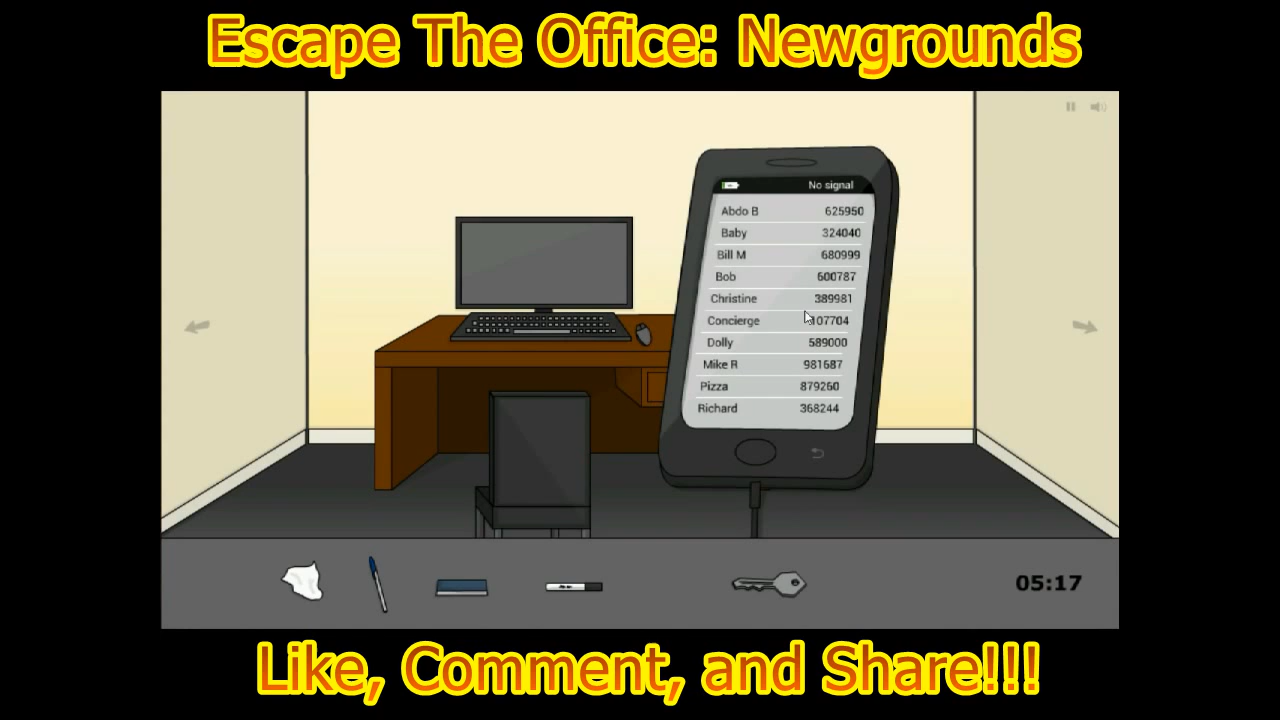 Escape The Office: Newgrounds
No signal
Abdo B 625950
Baby 324040
Bill M 680999
Bob 600787
Christine 389981
Concierge 107704
Dolly 589000
Mike R 981687
Pizza 879260
Richard 368244
05:17
Like, Comment, and Share!!!